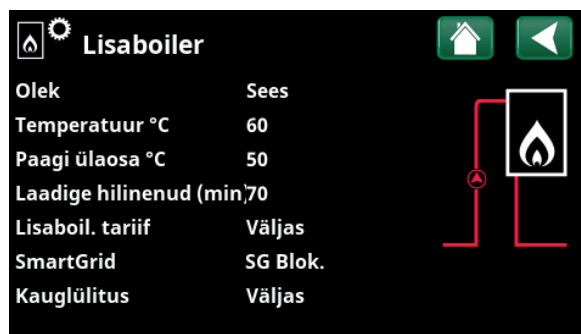 Lisaboiler
Olek Sees
Temperatuur °C 60
Paagi ülaosa °C 50
Laadige hilinenud (min) 70
Lisaboil. tariif Väljas
SmartGrid SG Blok.
Kauglülitus Väljas